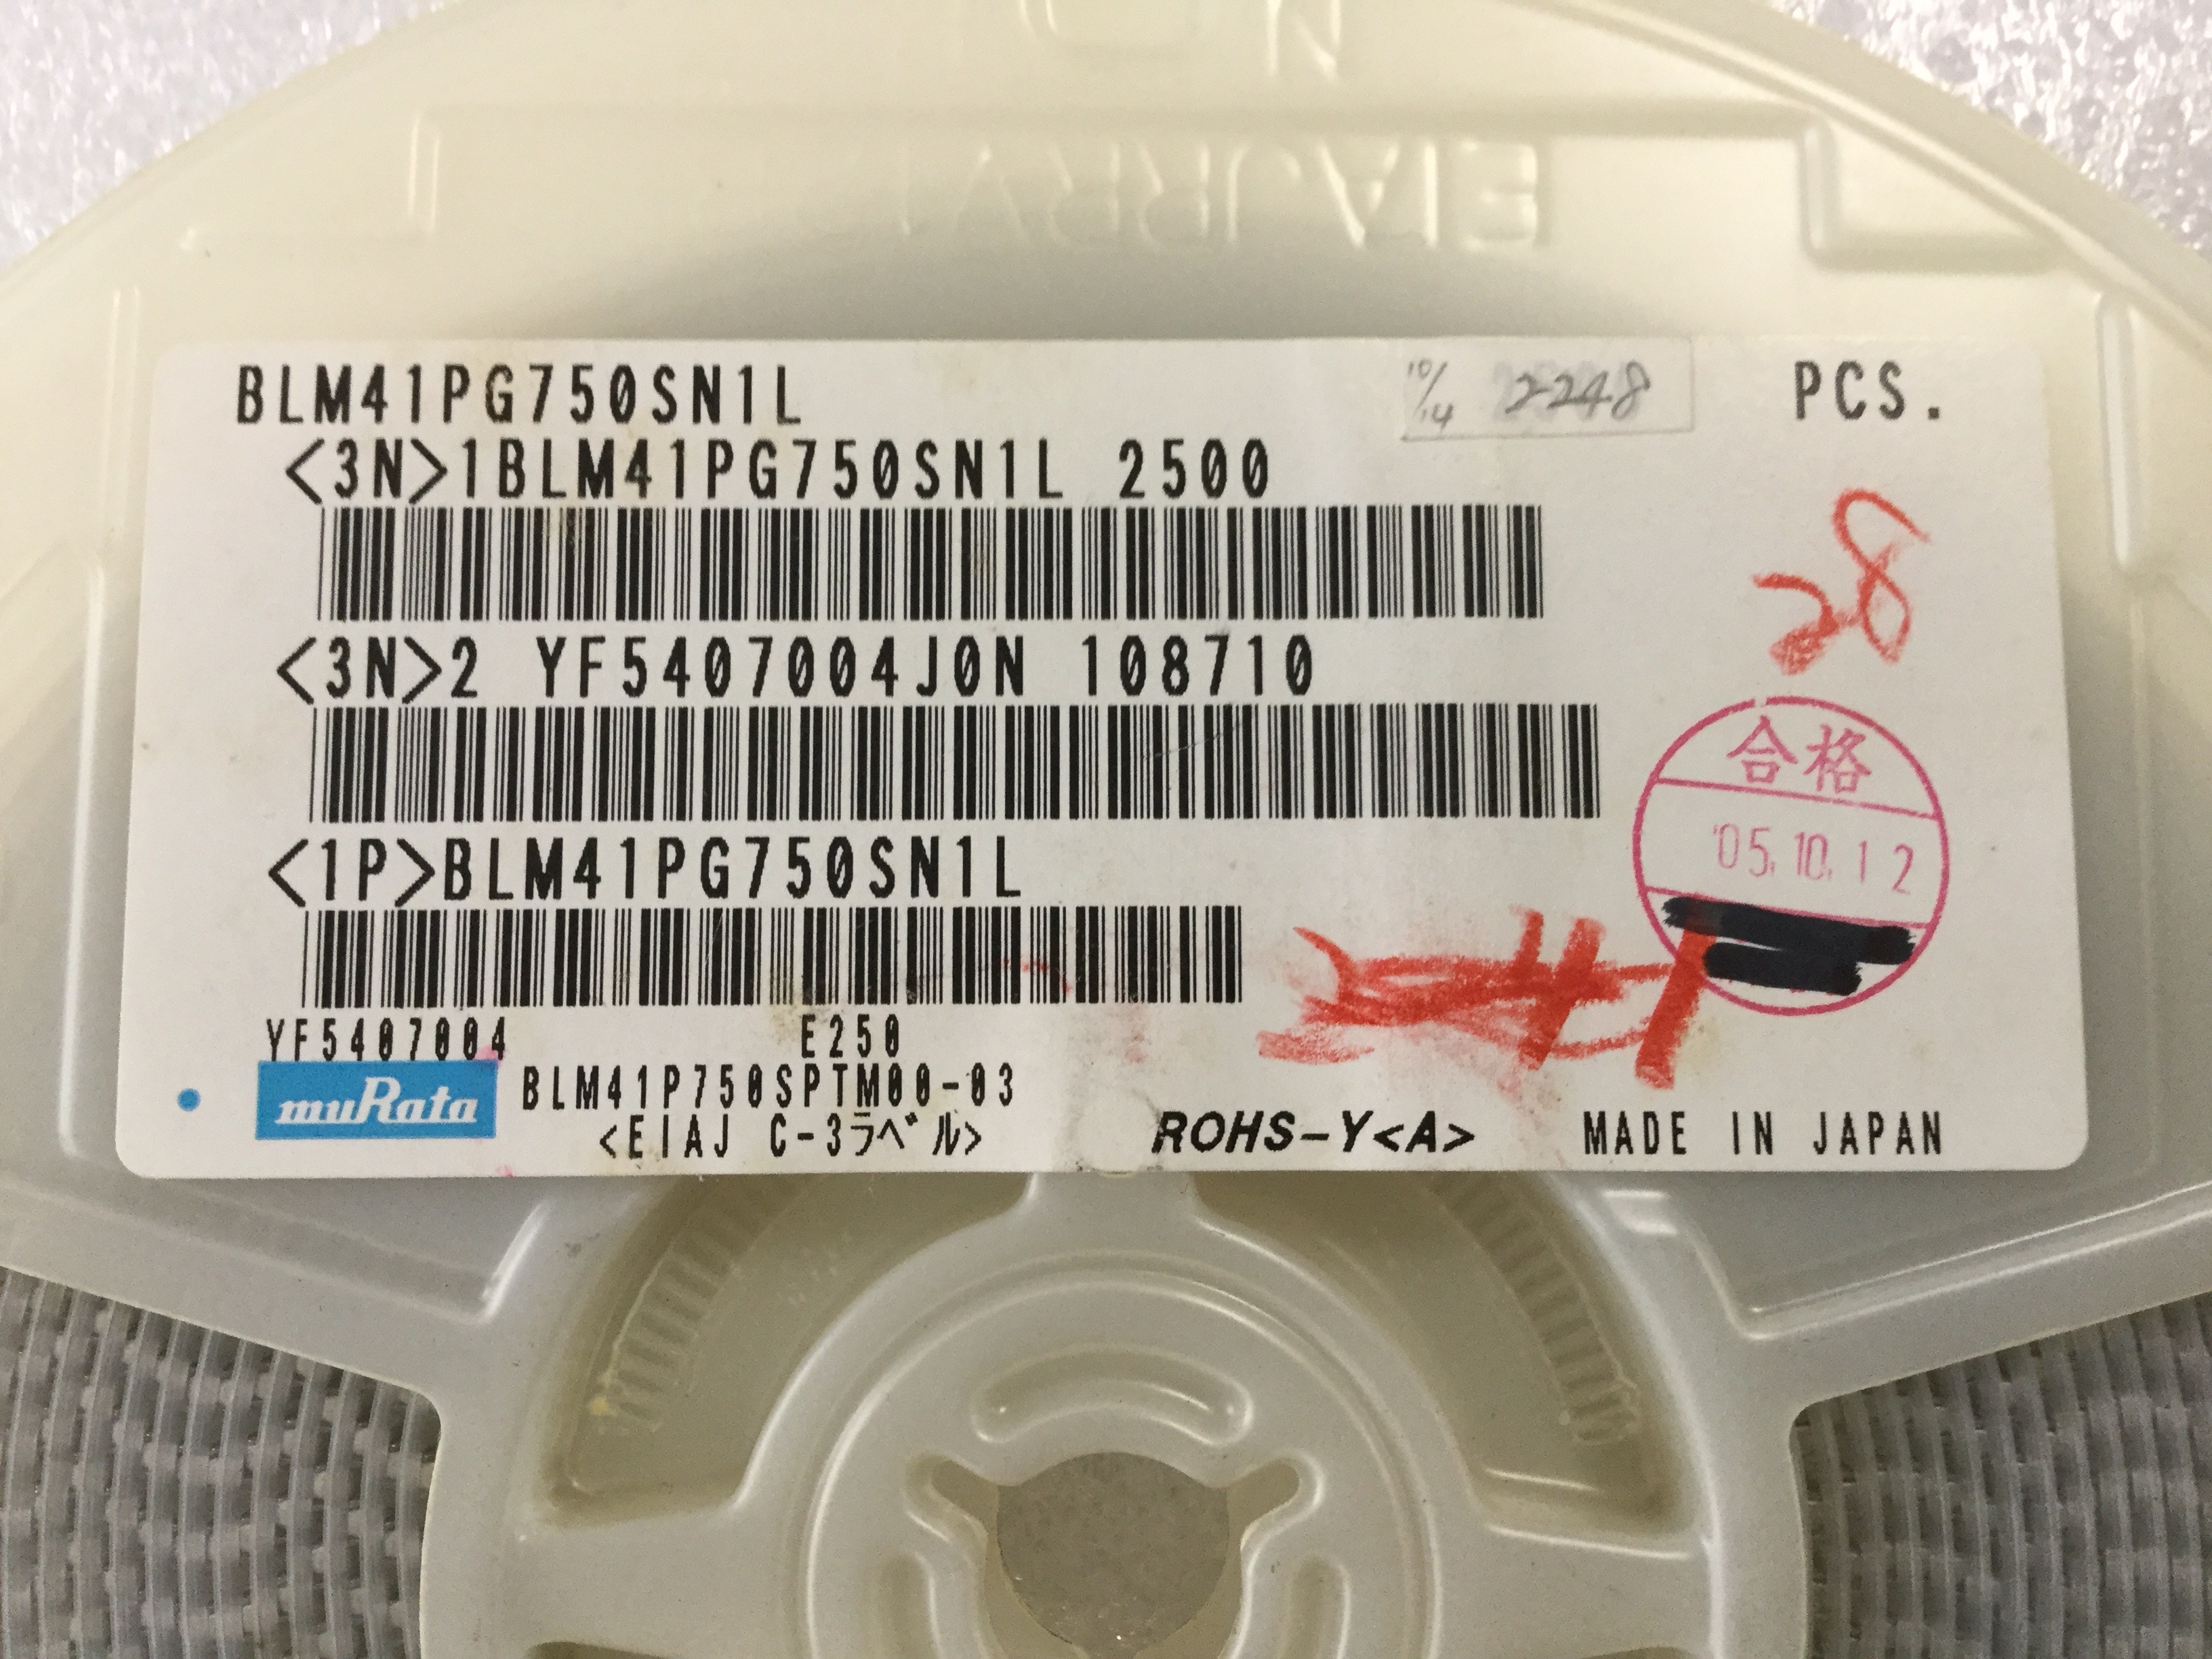 BLM41PG750SN1L
10/14 2248
PCS.
<3N>1BLM41PG750SN1L 2500
28
<3N>2 YF5407004J0N 108710
合格
'05.10.12
<1P>BLM41PG750SN1L
YF5407004 E250
muRata
BLM41P750SPTM00-03
<EIAJ C-3ラベル>
ROHS-Y<A>
MADE IN JAPAN